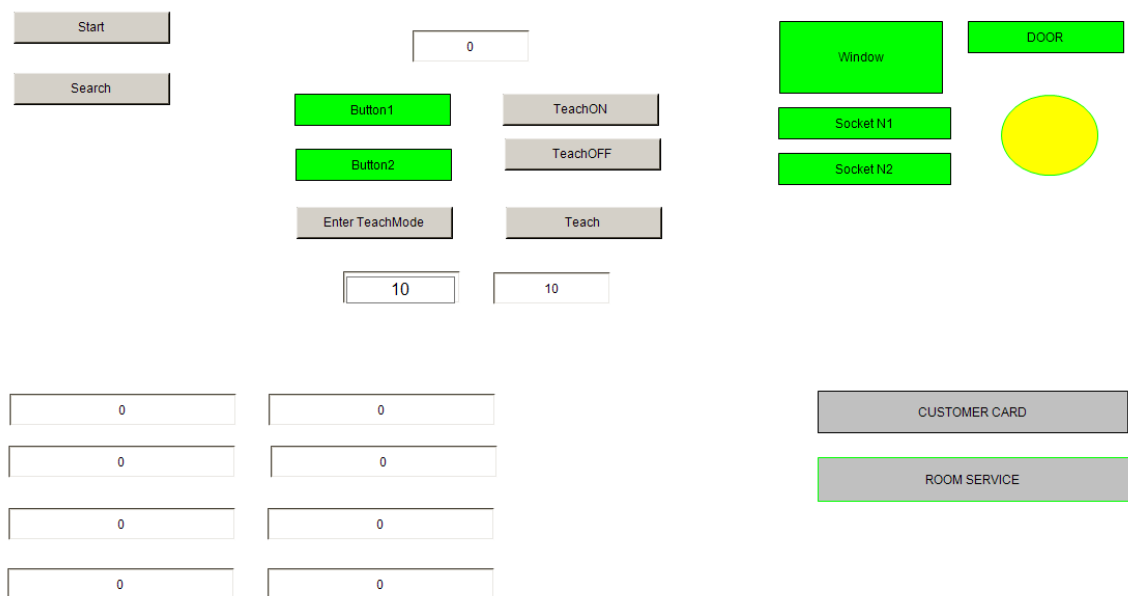 Start
0
Window
DOOR
Search
Button1
TeachON
Socket N1
Button2
TeachOFF
Socket N2
Enter TeachMode
Teach
10
10
0
0
CUSTOMER CARD
0
0
ROOM SERVICE
0
0
0
0